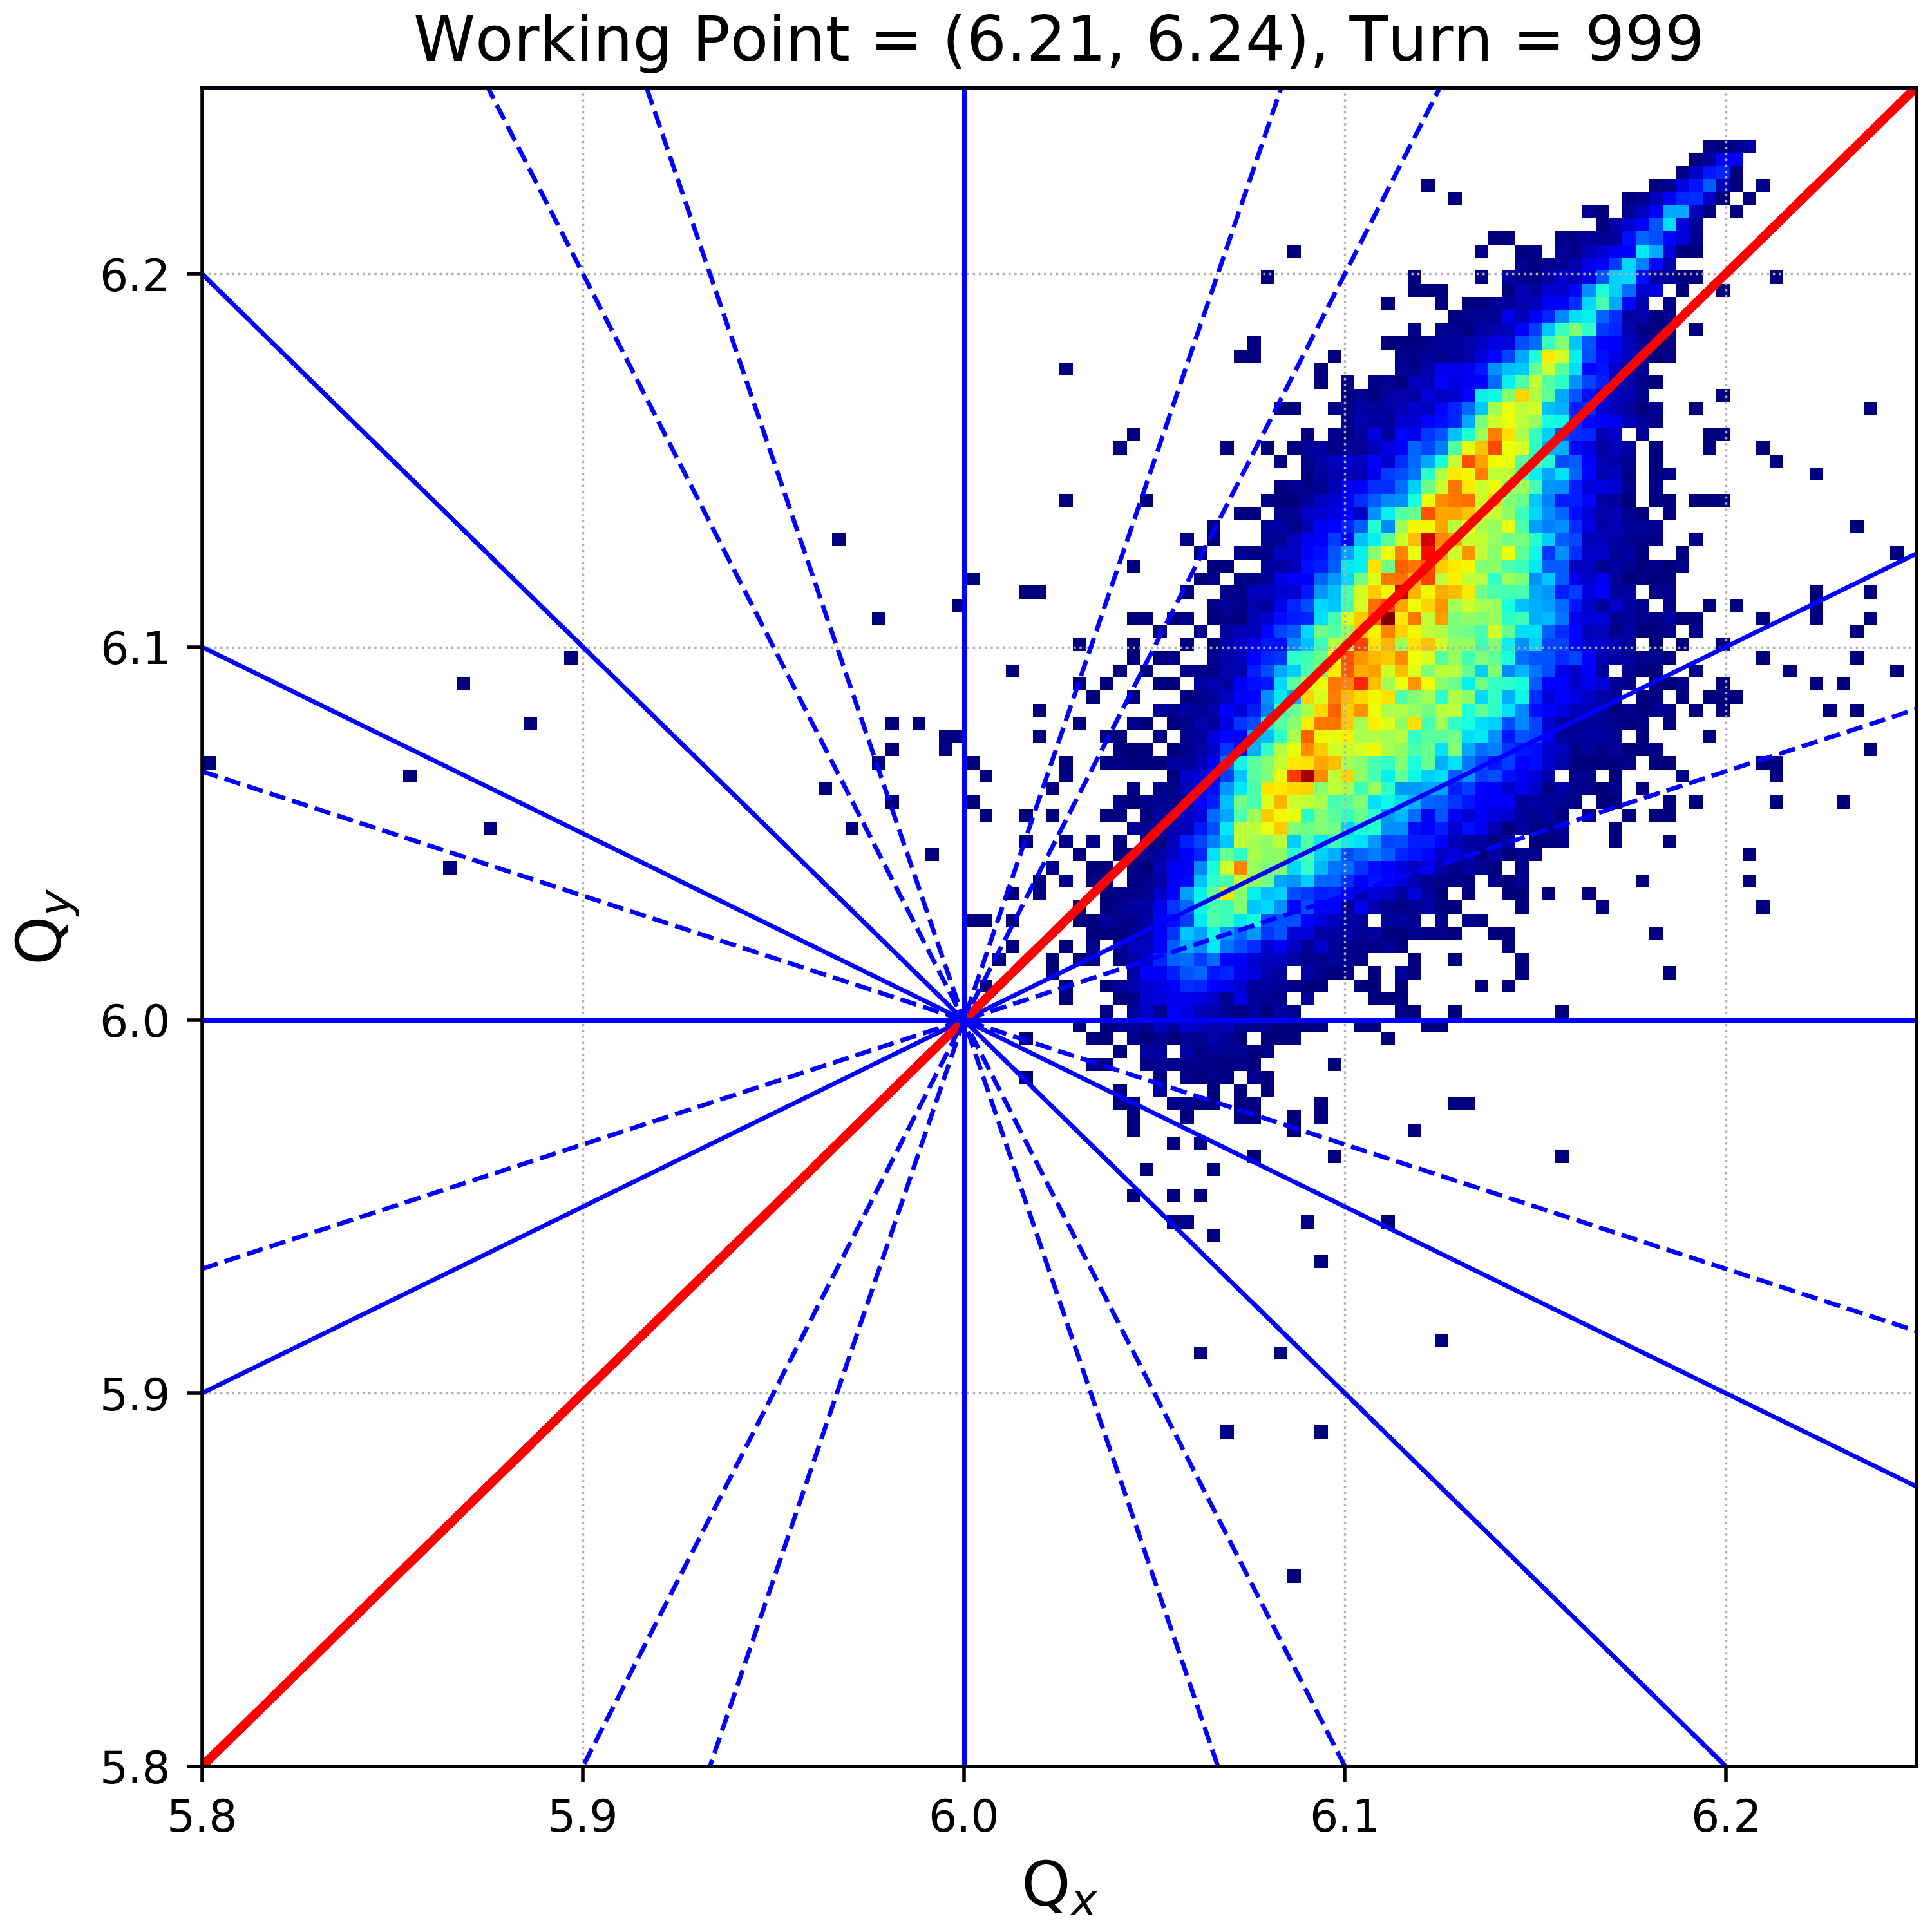 Working Point = (6.21, 6.24), Turn = 999
6.2
6.1
6.0
5.9
5.8
Qy
5.8 5.9 6.0 6.1 6.2
Qx